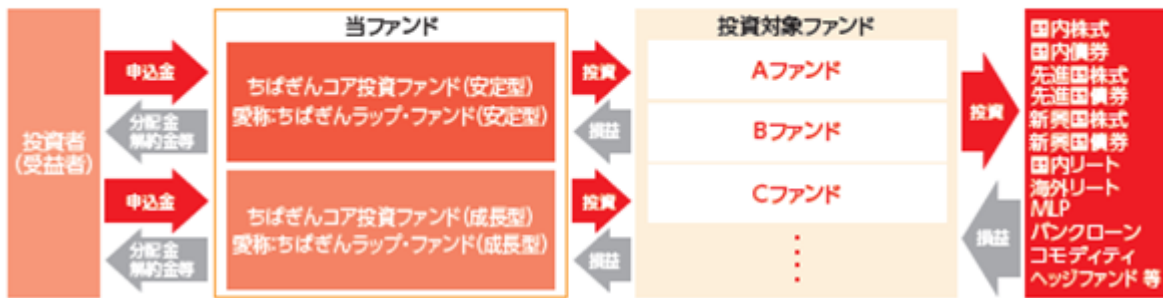 投資者
(受益者)
申込金
分配金
解約金等
申込金
分配金
解約金等
当ファンド
ちばぎんコア投資ファンド(安定型)
愛称:ちばぎんラップ・ファンド(安定型)
ちばぎんコア投資ファンド(成長型)
愛称:ちばぎんラップ・ファンド(成長型)
投資
損益
投資
損益
投資対象ファンド
Aファンド
Bファンド
Cファンド
投資
損益
国内株式
国内債券
先進国株式
先進国債券
新興国株式
新興国債券
国内リート
海外リート
MLP
バンクローン
コモディティ
ヘッジファンド 等